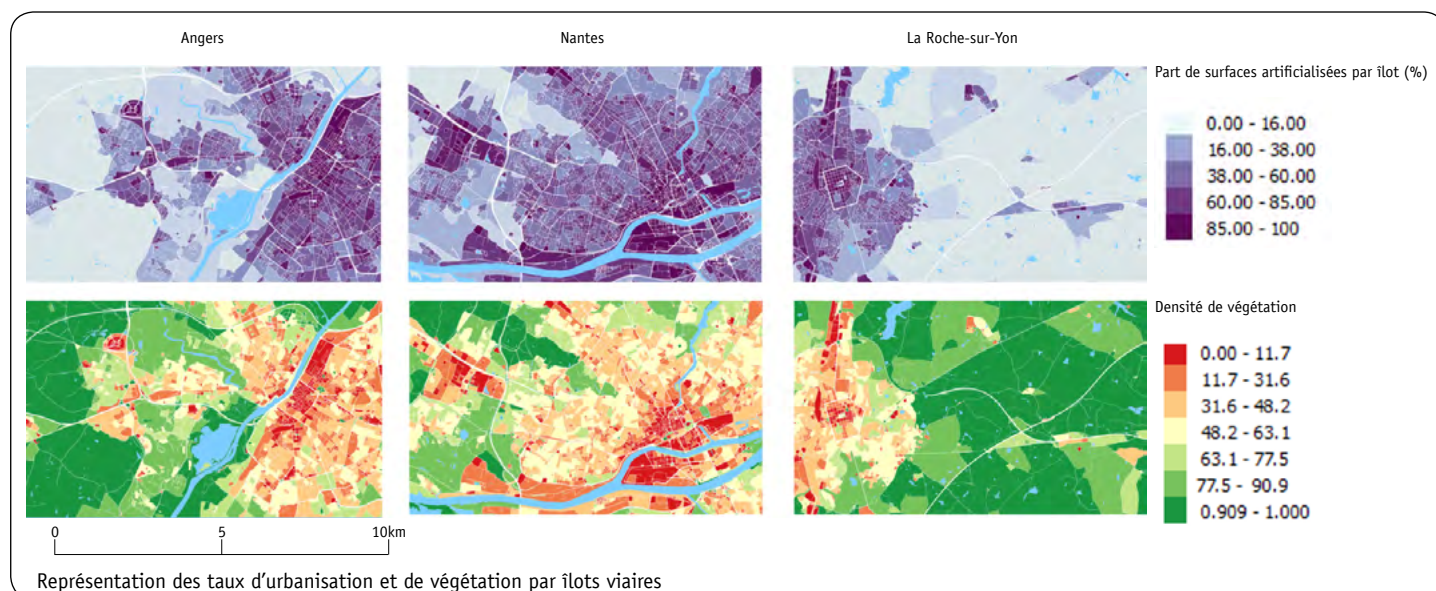 Angers
Nantes
La Roche-sur-Yon
Part de surfaces artificialisées par îlot (%)
0.00 - 16.00
16.00 - 38.00
38.00 - 60.00
60.00 - 85.00
85.00 - 100
Densité de végétation
0.00 - 11.7
11.7 - 31.6
31.6 - 48.2
48.2 - 63.1
63.1 - 77.5
77.5 - 90.9
0.909 - 1.000
0 5 10km
Représentation des taux d'urbanisation et de végétation par îlots viaires